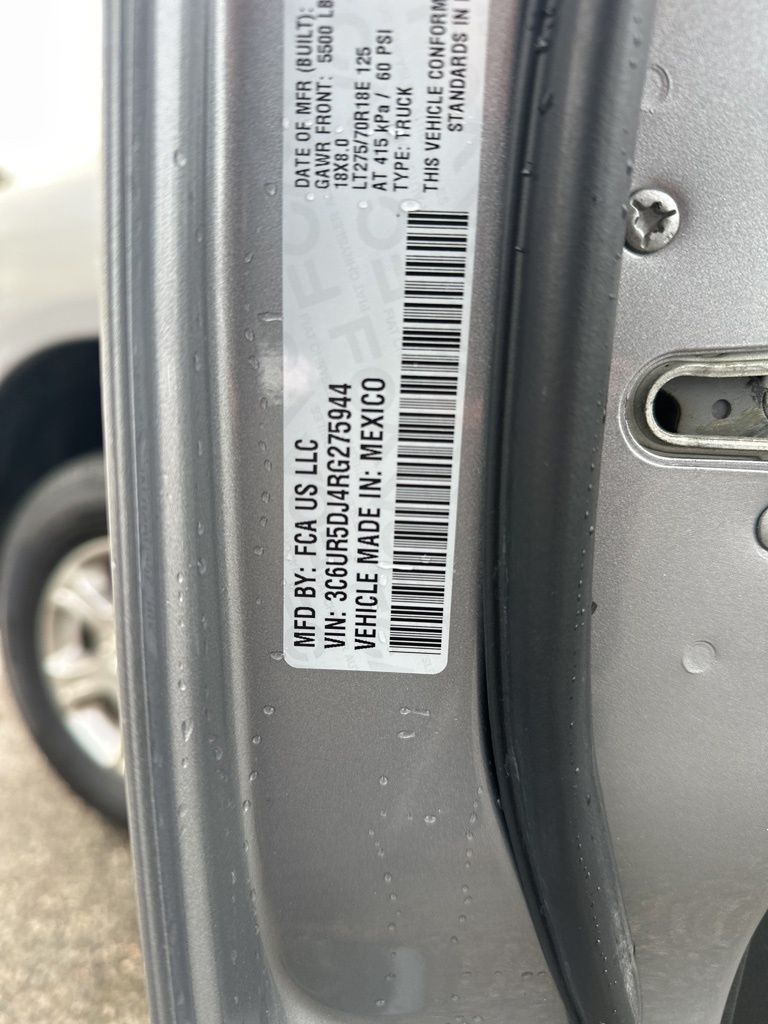 MFD BY: FCA US LLC
VIN: 3C6UR5DJ4RG275944
VEHICLE MADE IN: MEXICO
DATE OF MFR (BUILT):
GAWR FRONT: 5500 LB
18X8.0
LT275/70R18E 125
AT 415 kPa / 60 PSI
TYPE: TRUCK
THIS VEHICLE CONFORM
STANDARDS IN